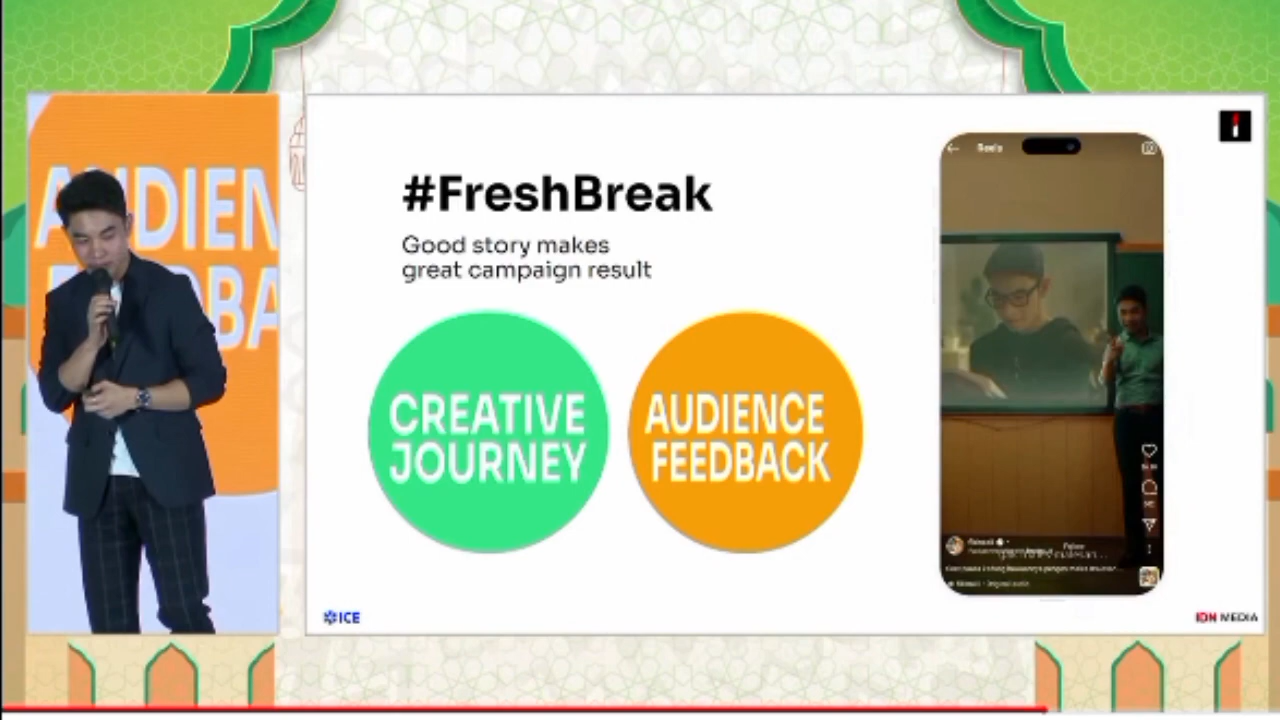 AUDIEN
#FreshBreak
Good story makes
great campaign result
CREATIVE
JOURNEY
AUDIENCE
FEEDBACK
Reels
ICE
IDN MEDIA